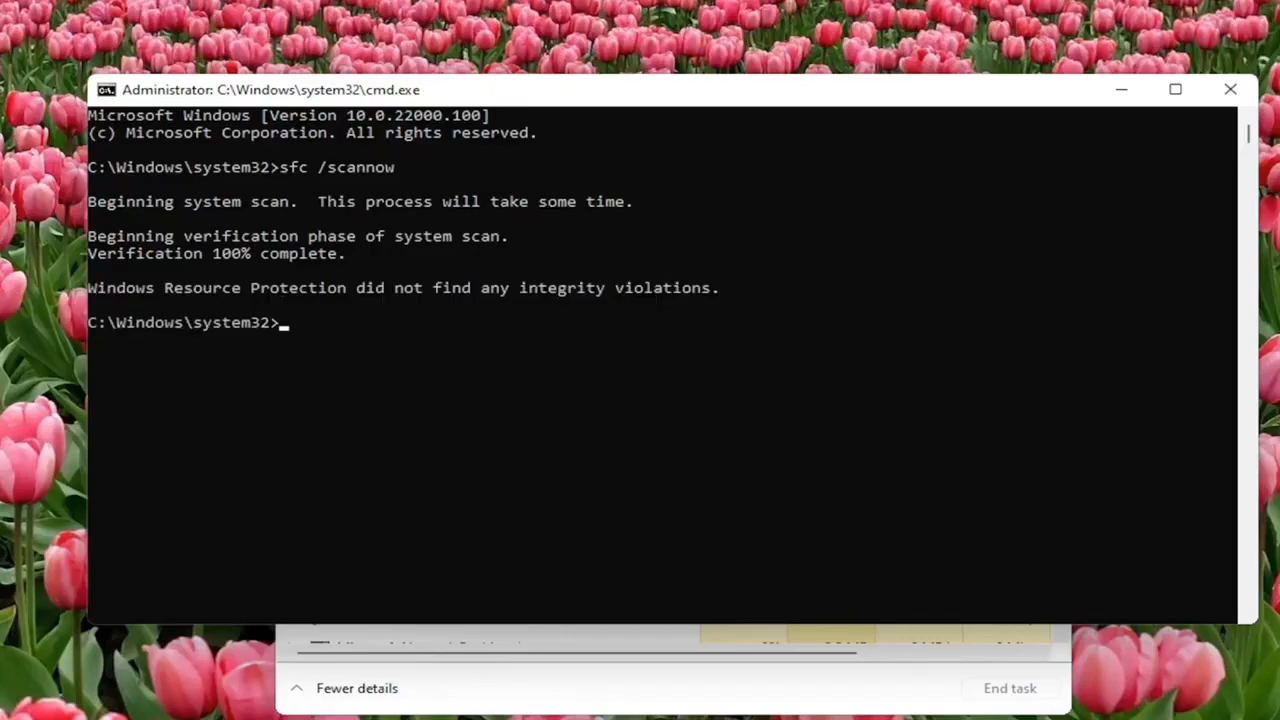 Administrator: C:\Windows\system32\cmd.exe
Microsoft Windows [Version 10.0.22000.100]
(c) Microsoft Corporation. All rights reserved.
C:\Windows\system32>sfc /scannow
Beginning system scan.  This process will take some time.
Beginning verification phase of system scan.
Verification 100% complete.
Windows Resource Protection did not find any integrity violations.
C:\Windows\system32>
Fewer details
End task